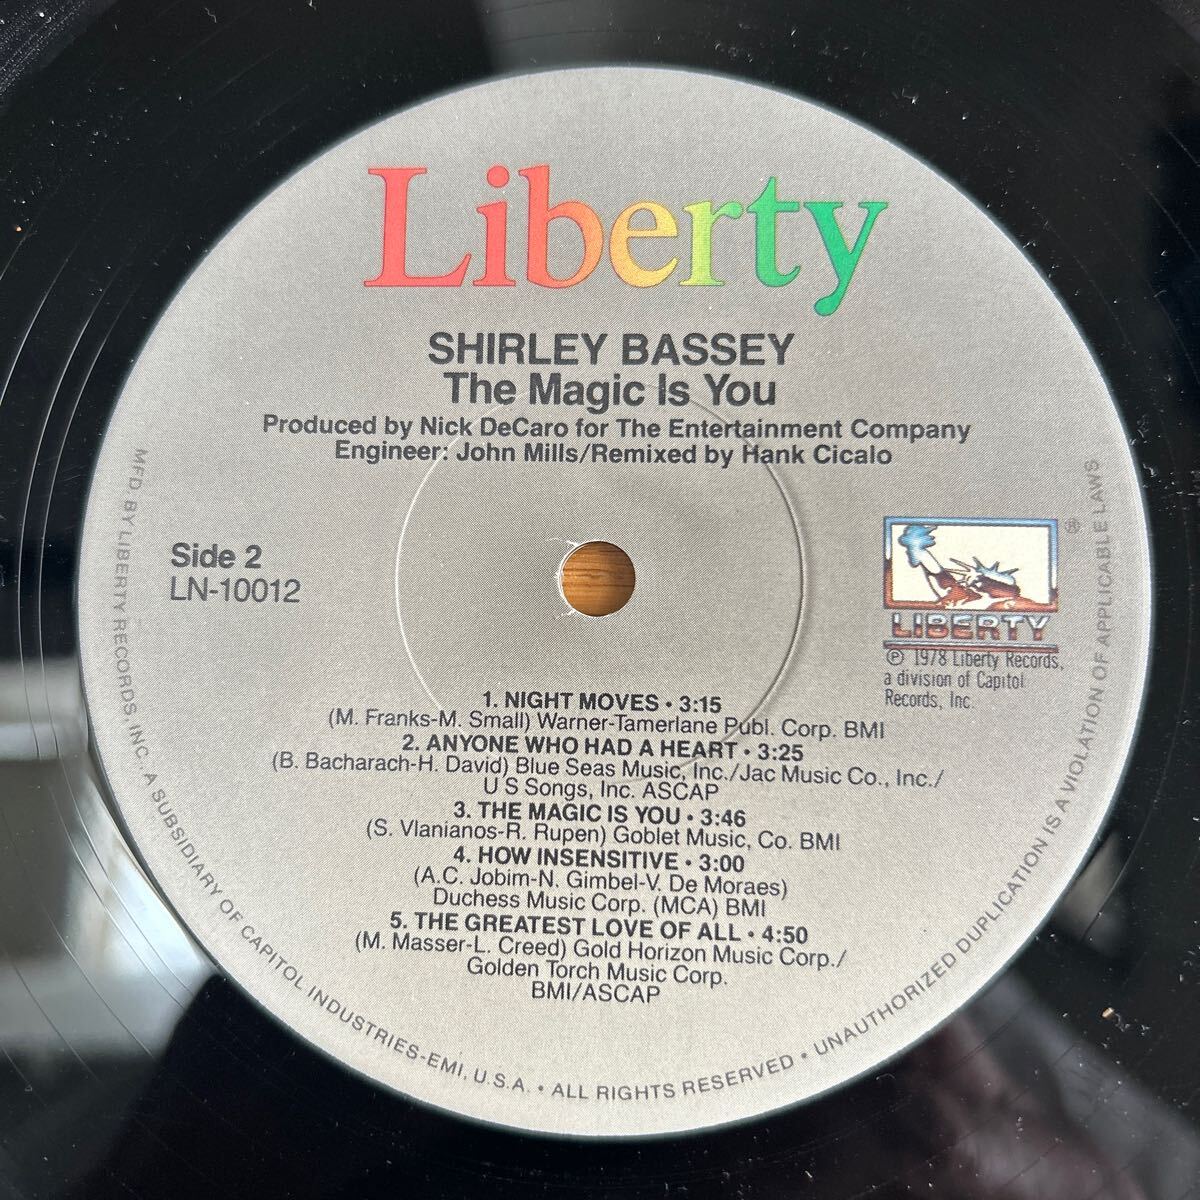 Liberty
SHIRLEY BASSEY
The Magic Is You
Produced by Nick DeCaro for The Entertainment Company
Engineer: John Mills/Remixed by Hank Cicalo
Side 2
LN-10012
®
LIBERTY
℗ 1978 Liberty Records,
a division of Capitol
Records, Inc.
1. NIGHT MOVES • 3:15
(M. Franks-M. Small) Warner-Tamerlane Publ. Corp. BMI
2. ANYONE WHO HAD A HEART • 3:25
(B. Bacharach-H. David) Blue Seas Music, Inc./Jac Music Co., Inc./
U S Songs, Inc. ASCAP
3. THE MAGIC IS YOU • 3:46
(S. Vlanianos-R. Rupen) Goblet Music, Co. BMI
4. HOW INSENSITIVE • 3:00
(A.C. Jobim-N. Gimbel-V. De Moraes)
Duchess Music Corp. (MCA) BMI
5. THE GREATEST LOVE OF ALL • 4:50
(M. Masser-L. Creed) Gold Horizon Music Corp./
Golden Torch Music Corp.
BMI/ASCAP
MFD. BY LIBERTY RECORDS, INC., A SUBSIDIARY OF CAPITOL INDUSTRIES-EMI, U.S.A. • ALL RIGHTS RESERVED • UNAUTHORIZED DUPLICATION IS A VIOLATION OF APPLICABLE LAWS